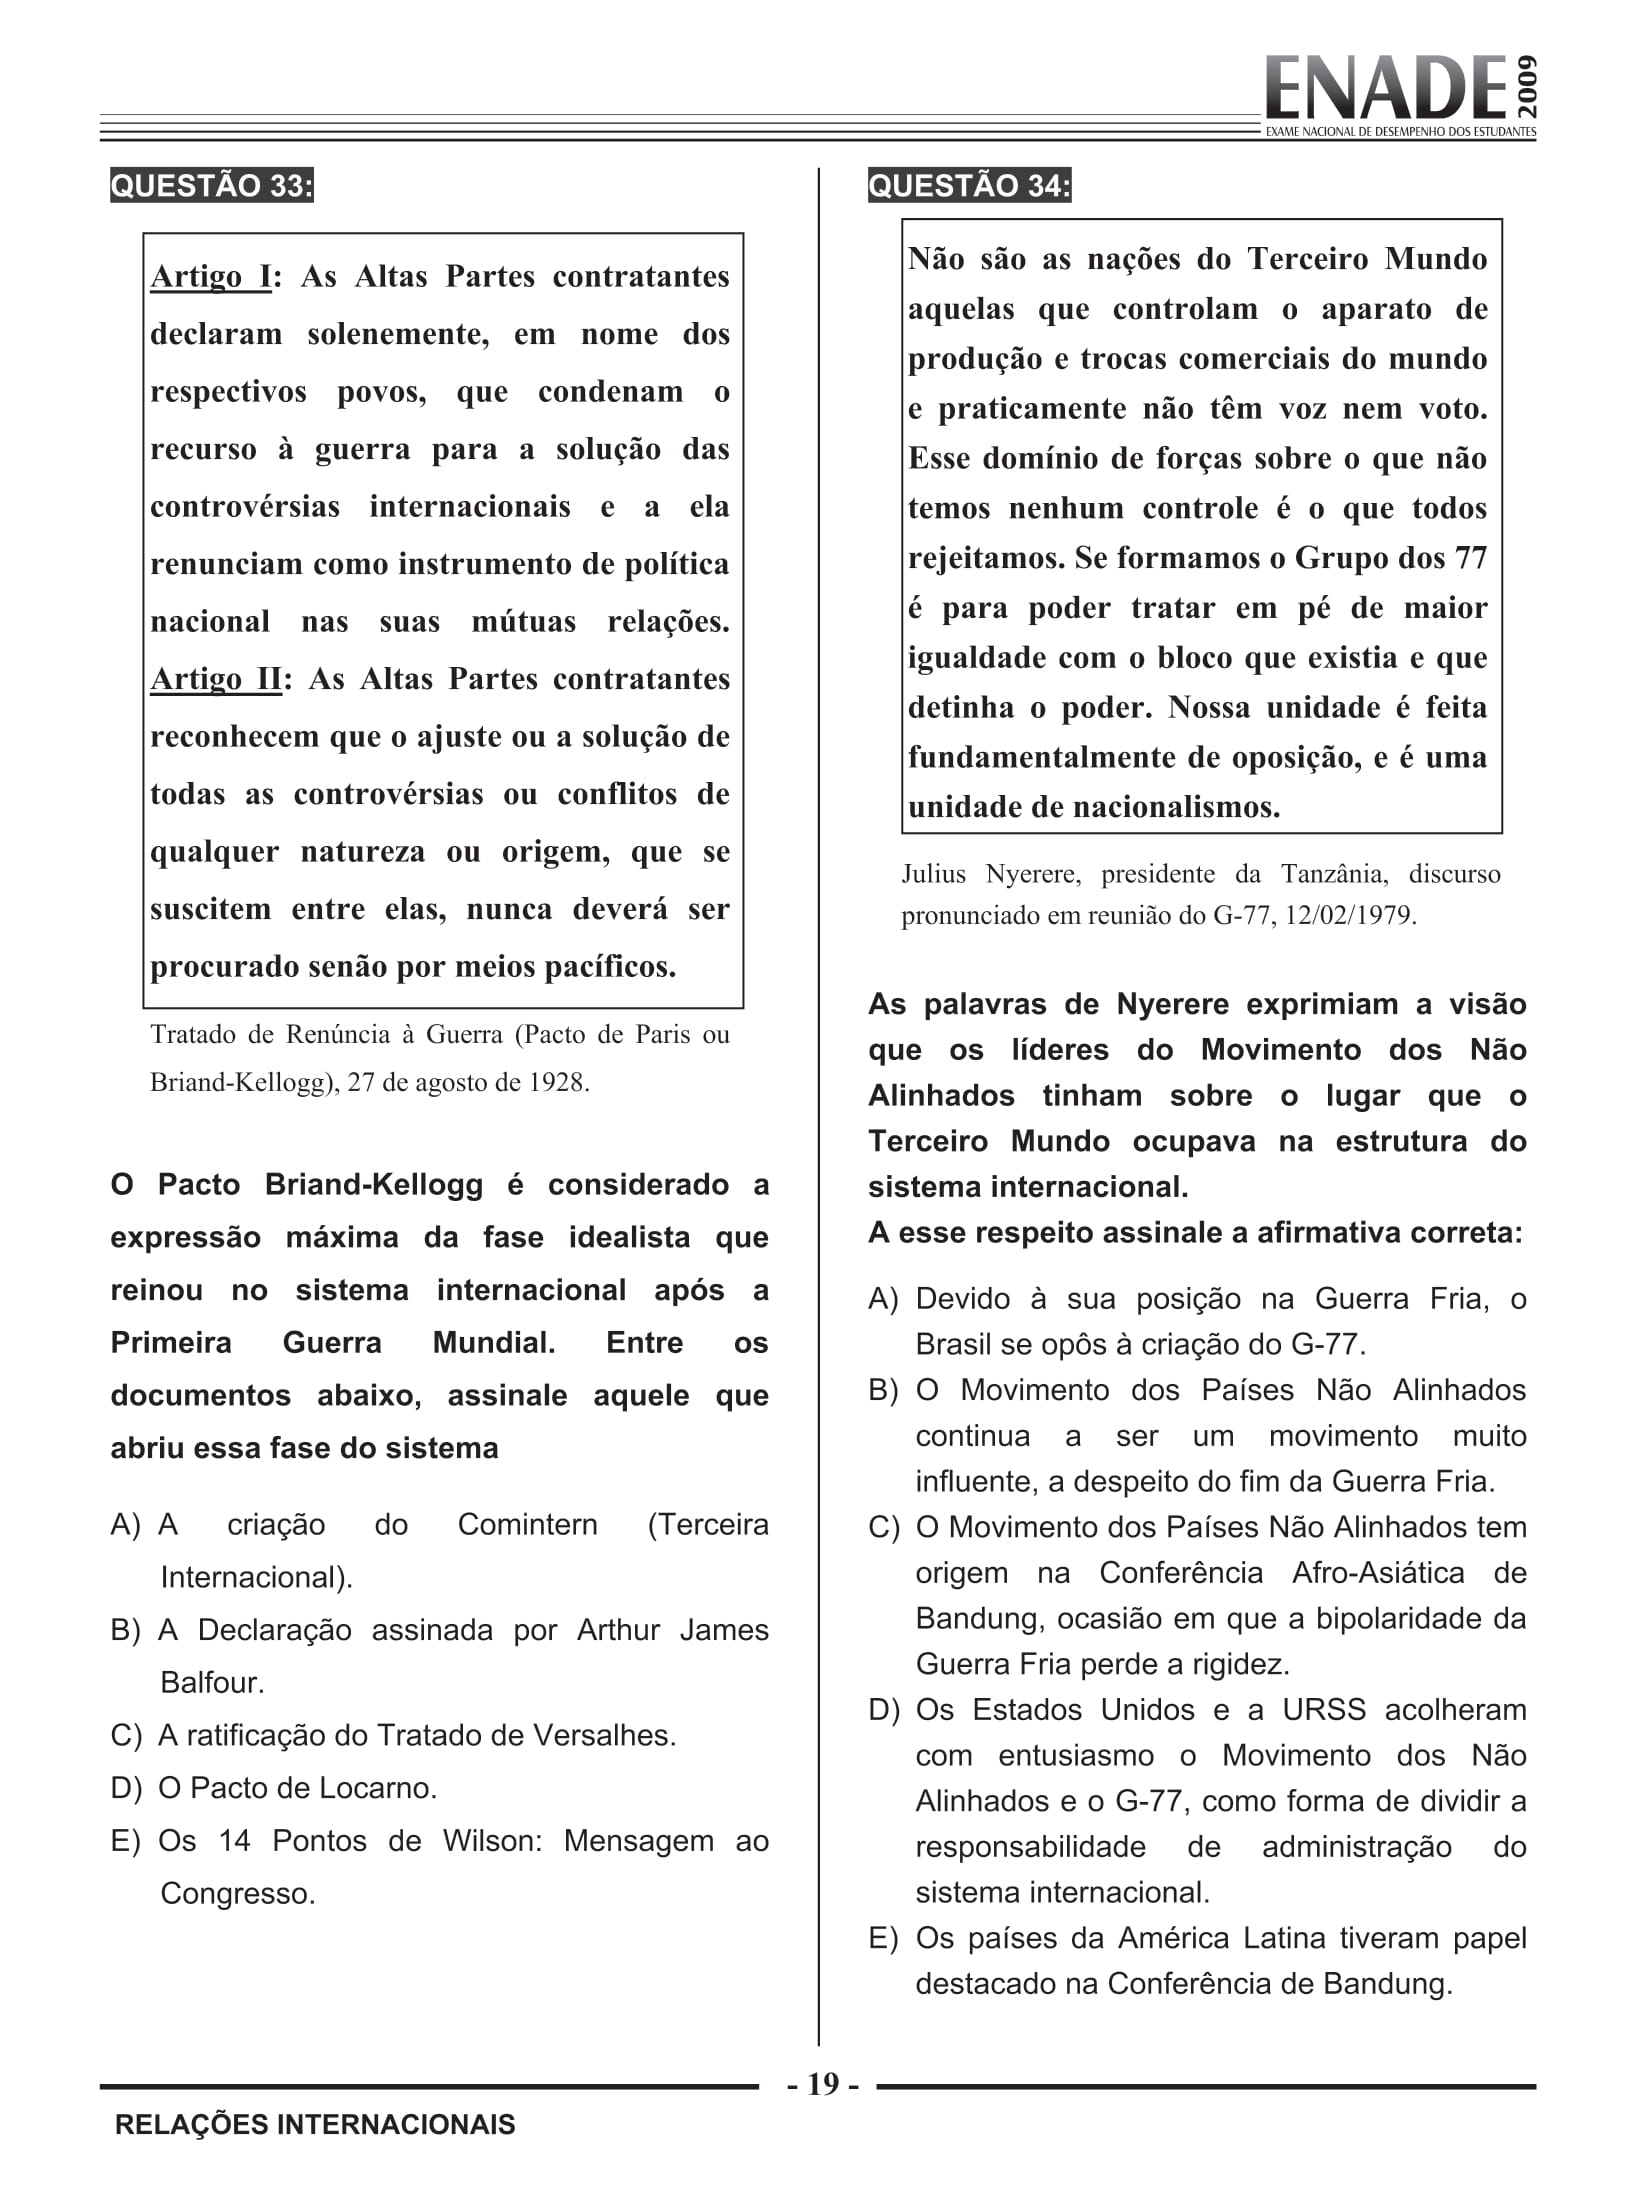 ENADE 2009
EXAME NACIONAL DE DESEMPENHO DOS ESTUDANTES
QUESTÃO 33:
Artigo I: As Altas Partes contratantes
declaram solenemente, em nome dos
respectivos povos, que condenam o
recurso à guerra para a solução das
controvérsias internacionais e a ela
renunciam como instrumento de política
nacional nas suas mútuas relações.
Artigo II: As Altas Partes contratantes
reconhecem que o ajuste ou a solução de
todas as controvérsias ou conflitos de
qualquer natureza ou origem, que se
suscitem entre elas, nunca deverá ser
procurado senão por meios pacíficos.
Tratado de Renúncia à Guerra (Pacto de Paris ou
Briand-Kellogg), 27 de agosto de 1928.
O Pacto Briand-Kellogg é considerado a
expressão máxima da fase idealista que
reinou no sistema internacional após a
Primeira Guerra Mundial. Entre os
documentos abaixo, assinale aquele que
abriu essa fase do sistema
A) A criação do Comintern (Terceira
Internacional).
B) A Declaração assinada por Arthur James
Balfour.
C) A ratificação do Tratado de Versalhes.
D) O Pacto de Locarno.
E) Os 14 Pontos de Wilson: Mensagem ao
Congresso.
QUESTÃO 34:
Não são as nações do Terceiro Mundo
aquelas que controlam o aparato de
produção e trocas comerciais do mundo
e praticamente não têm voz nem voto.
Esse domínio de forças sobre o que não
temos nenhum controle é o que todos
rejeitamos. Se formamos o Grupo dos 77
é para poder tratar em pé de maior
igualdade com o bloco que existia e que
detinha o poder. Nossa unidade é feita
fundamentalmente de oposição, e é uma
unidade de nacionalismos.
Julius Nyerere, presidente da Tanzânia, discurso
pronunciado em reunião do G-77, 12/02/1979.
As palavras de Nyerere exprimiam a visão
que os líderes do Movimento dos Não
Alinhados tinham sobre o lugar que o
Terceiro Mundo ocupava na estrutura do
sistema internacional.
A esse respeito assinale a afirmativa correta:
A) Devido à sua posição na Guerra Fria, o
Brasil se opôs à criação do G-77.
B) O Movimento dos Países Não Alinhados
continua a ser um movimento muito
influente, a despeito do fim da Guerra Fria.
C) O Movimento dos Países Não Alinhados tem
origem na Conferência Afro-Asiática de
Bandung, ocasião em que a bipolaridade da
Guerra Fria perde a rigidez.
D) Os Estados Unidos e a URSS acolheram
com entusiasmo o Movimento dos Não
Alinhados e o G-77, como forma de dividir a
responsabilidade de administração do
sistema internacional.
E) Os países da América Latina tiveram papel
destacado na Conferência de Bandung.
- 19 -
RELAÇÕES INTERNACIONAIS